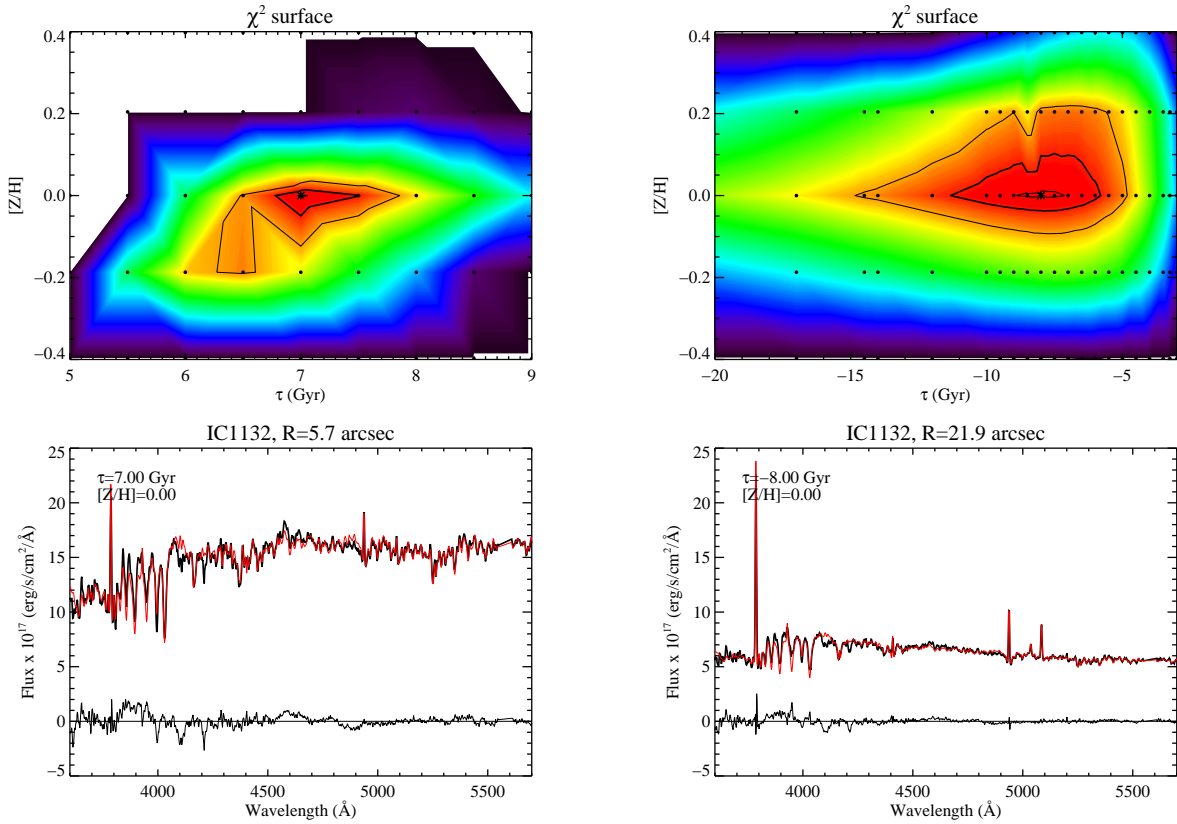 χ² surface
0.4
0.2
0.0
−0.2
−0.4
[Z/H]
5
6
7
8
9
τ (Gyr)
χ² surface
0.4
0.2
0.0
−0.2
−0.4
[Z/H]
−20
−15
−10
−5
τ (Gyr)
IC1132, R=5.7 arcsec
25
20
15
10
5
0
−5
Flux x 10¹⁷ (erg/s/cm²/Å)
τ=7.00 Gyr
[Z/H]=0.00
4000
4500
5000
5500
Wavelength (Å)
IC1132, R=21.9 arcsec
25
20
15
10
5
0
−5
Flux x 10¹⁷ (erg/s/cm²/Å)
τ=−8.00 Gyr
[Z/H]=0.00
4000
4500
5000
5500
Wavelength (Å)